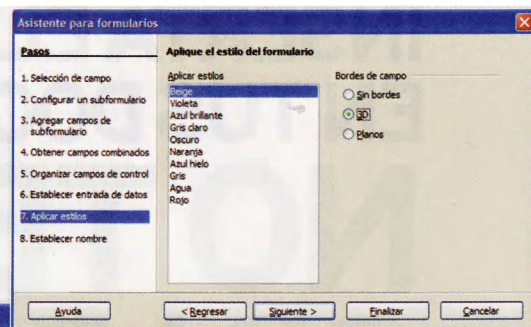 Asistente para formularios
Pasos
1. Selección de campo
2. Configurar un subformulario
3. Agregar campos de
subformulario
4. Obtener campos combinados
5. Organizar campos de control
6. Establecer entrada de datos
7. Aplicar estilos
8. Establecer nombre
Aplique el estilo del formulario
Aplicar estilos
Beige
Violeta
Azul brillante
Gris claro
Oscuro
Naranja
Azul hielo
Gris
Agua
Rojo
Bordes de campo
Sin bordes
3D
Planos
Ayuda
< Regresar
Siguiente >
Finalizar
Cancelar